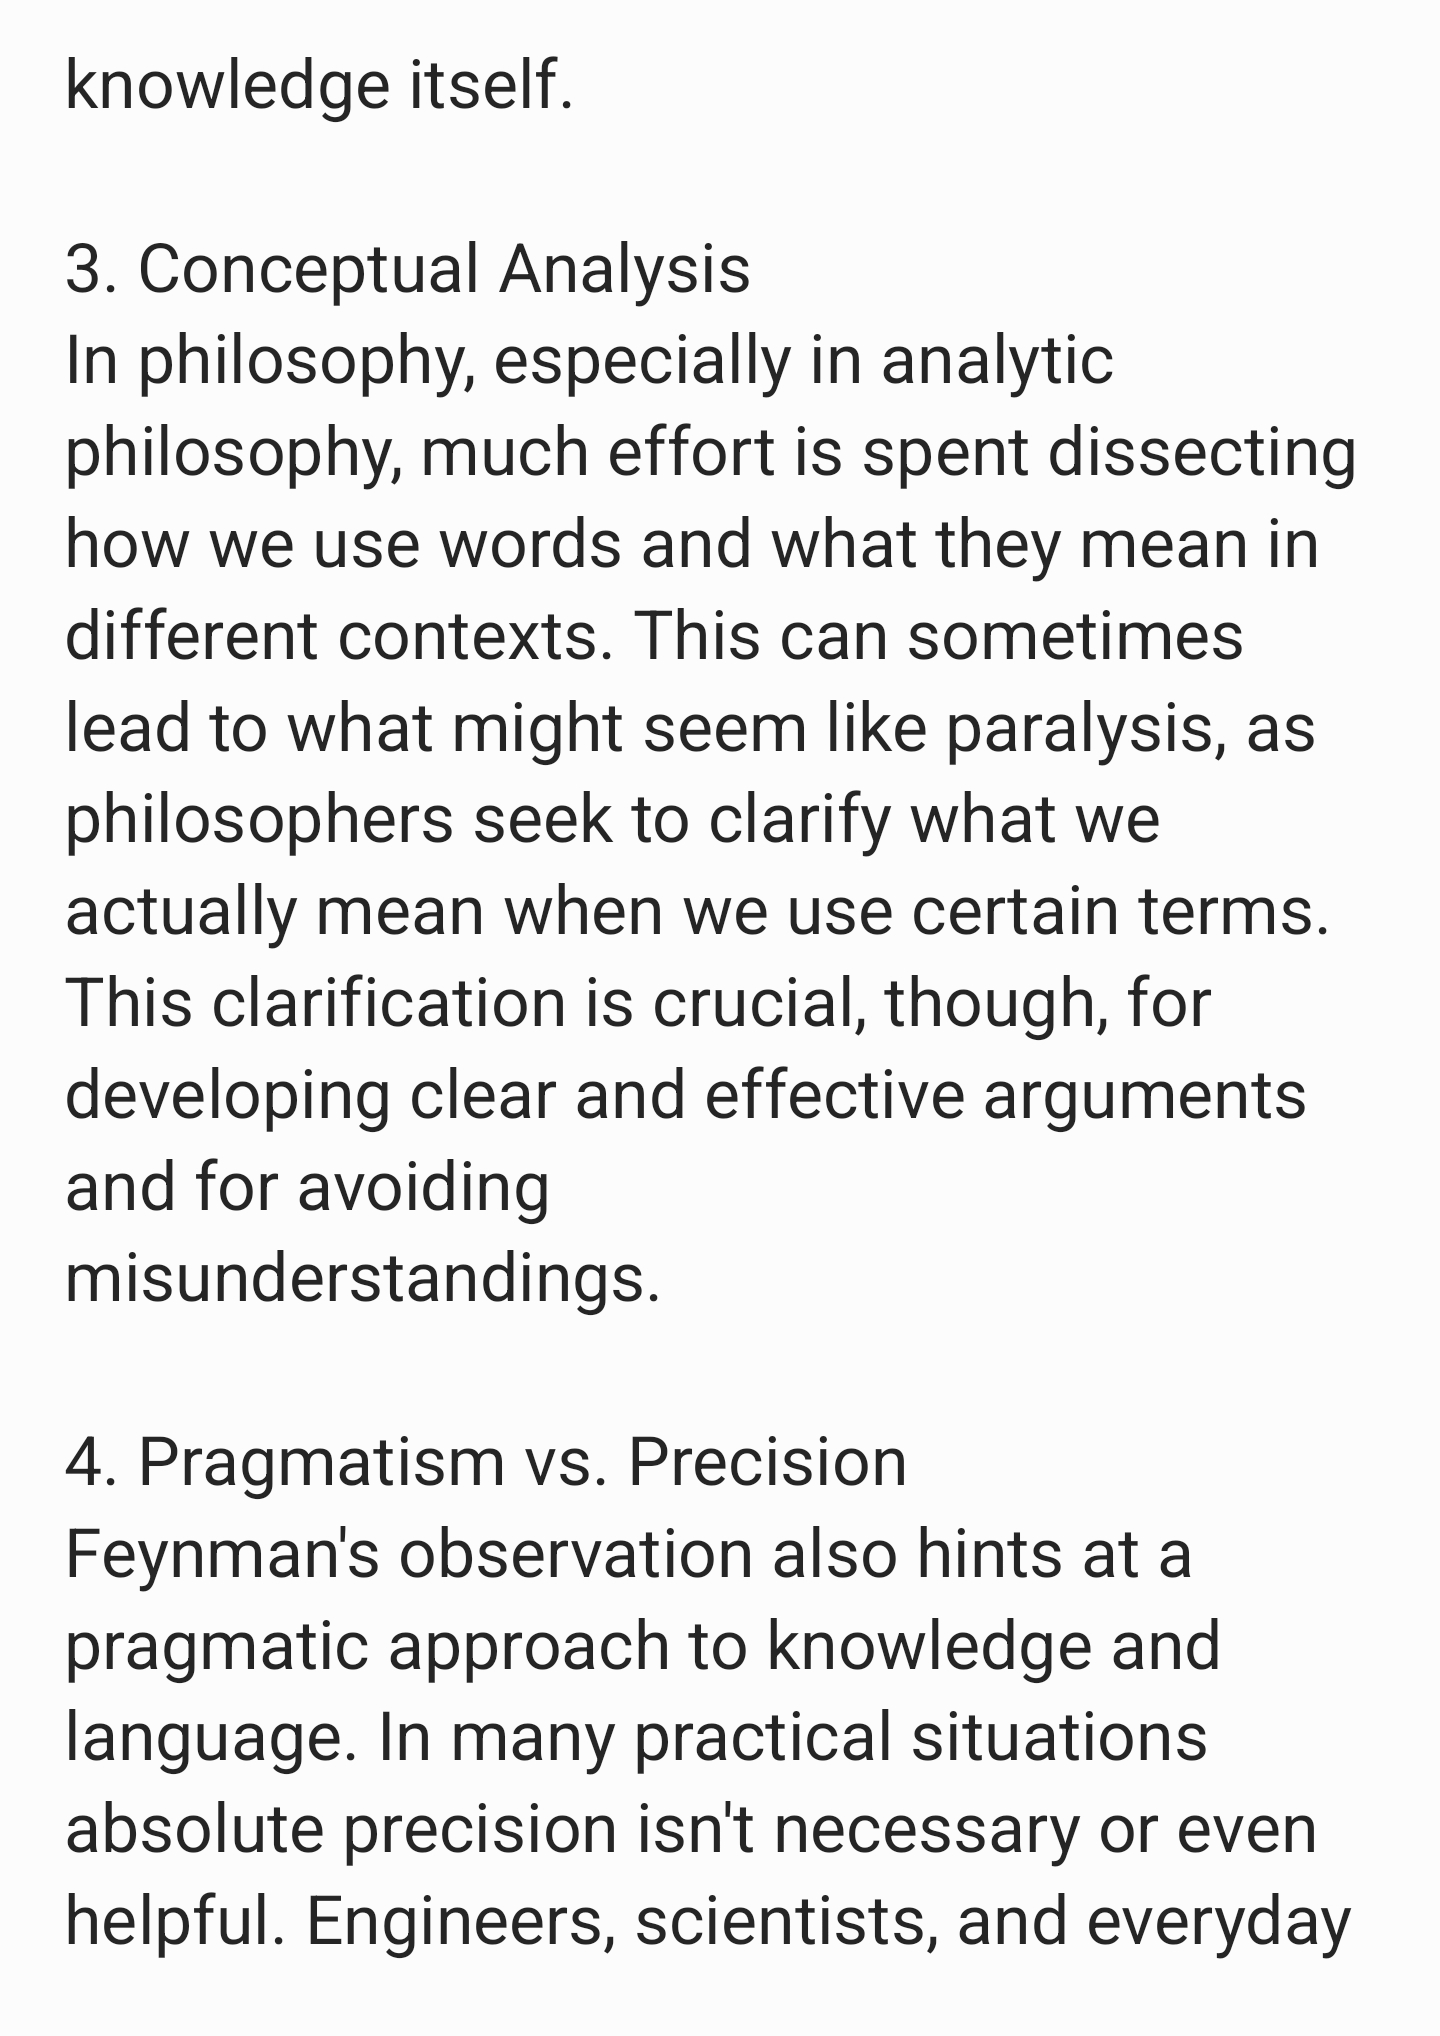 knowledge itself.
3. Conceptual Analysis
In philosophy, especially in analytic
philosophy, much effort is spent dissecting
how we use words and what they mean in
different contexts. This can sometimes
lead to what might seem like paralysis, as
philosophers seek to clarify what we
actually mean when we use certain terms.
This clarification is crucial, though, for
developing clear and effective arguments
and for avoiding
misunderstandings.
4. Pragmatism vs. Precision
Feynman's observation also hints at a
pragmatic approach to knowledge and
language. In many practical situations
absolute precision isn't necessary or even
helpful. Engineers, scientists, and everyday